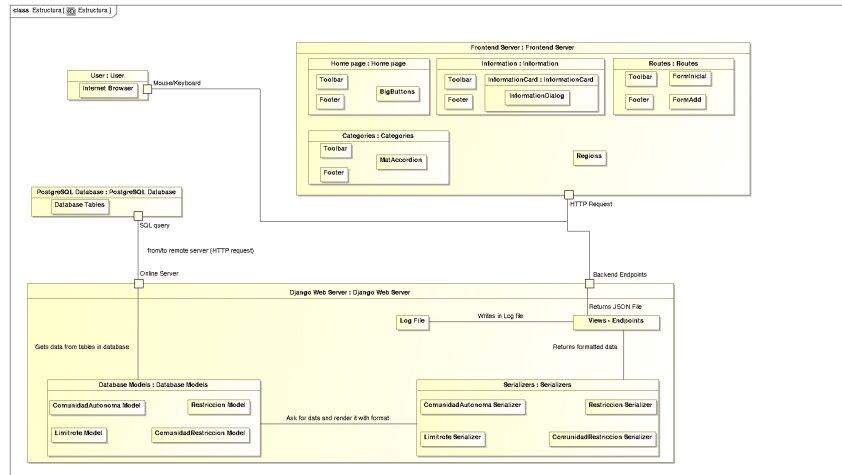 class Estructura [ Estructura ]
Frontend Server : Frontend Server
Home page : Home page
Toolbar
BigButtons
Footer
Information : Information
Toolbar
InformationCard : InformationCard
InformationDialog
Footer
Routes : Routes
Toolbar
FormInicial
Footer
FormAdd
User : User
Internet Browser
Mouse/Keyboard
Categories : Categories
Toolbar
MatAccordion
Footer
Regions
PostgreSQL Database : PostgreSQL Database
Database Tables
HTTP Request
SQL query
from/to remote server (HTTP request)
Online Server
Backend Endpoints
Django Web Server : Django Web Server
Returns JSON File
Log File
Writes in Log file
Views - Endpoints
Gets data from tables in database
Returns formatted data
Database Models : Database Models
ComunidadAutonoma Model
Restriccion Model
Limitrofe Model
ComunidadRestriccion Model
Ask for data and render it with format
Serializers : Serializers
ComunidadAutonoma Serializer
Restriccion Serializer
Limitrofe Serializer
ComunidadRestriccion Serializer